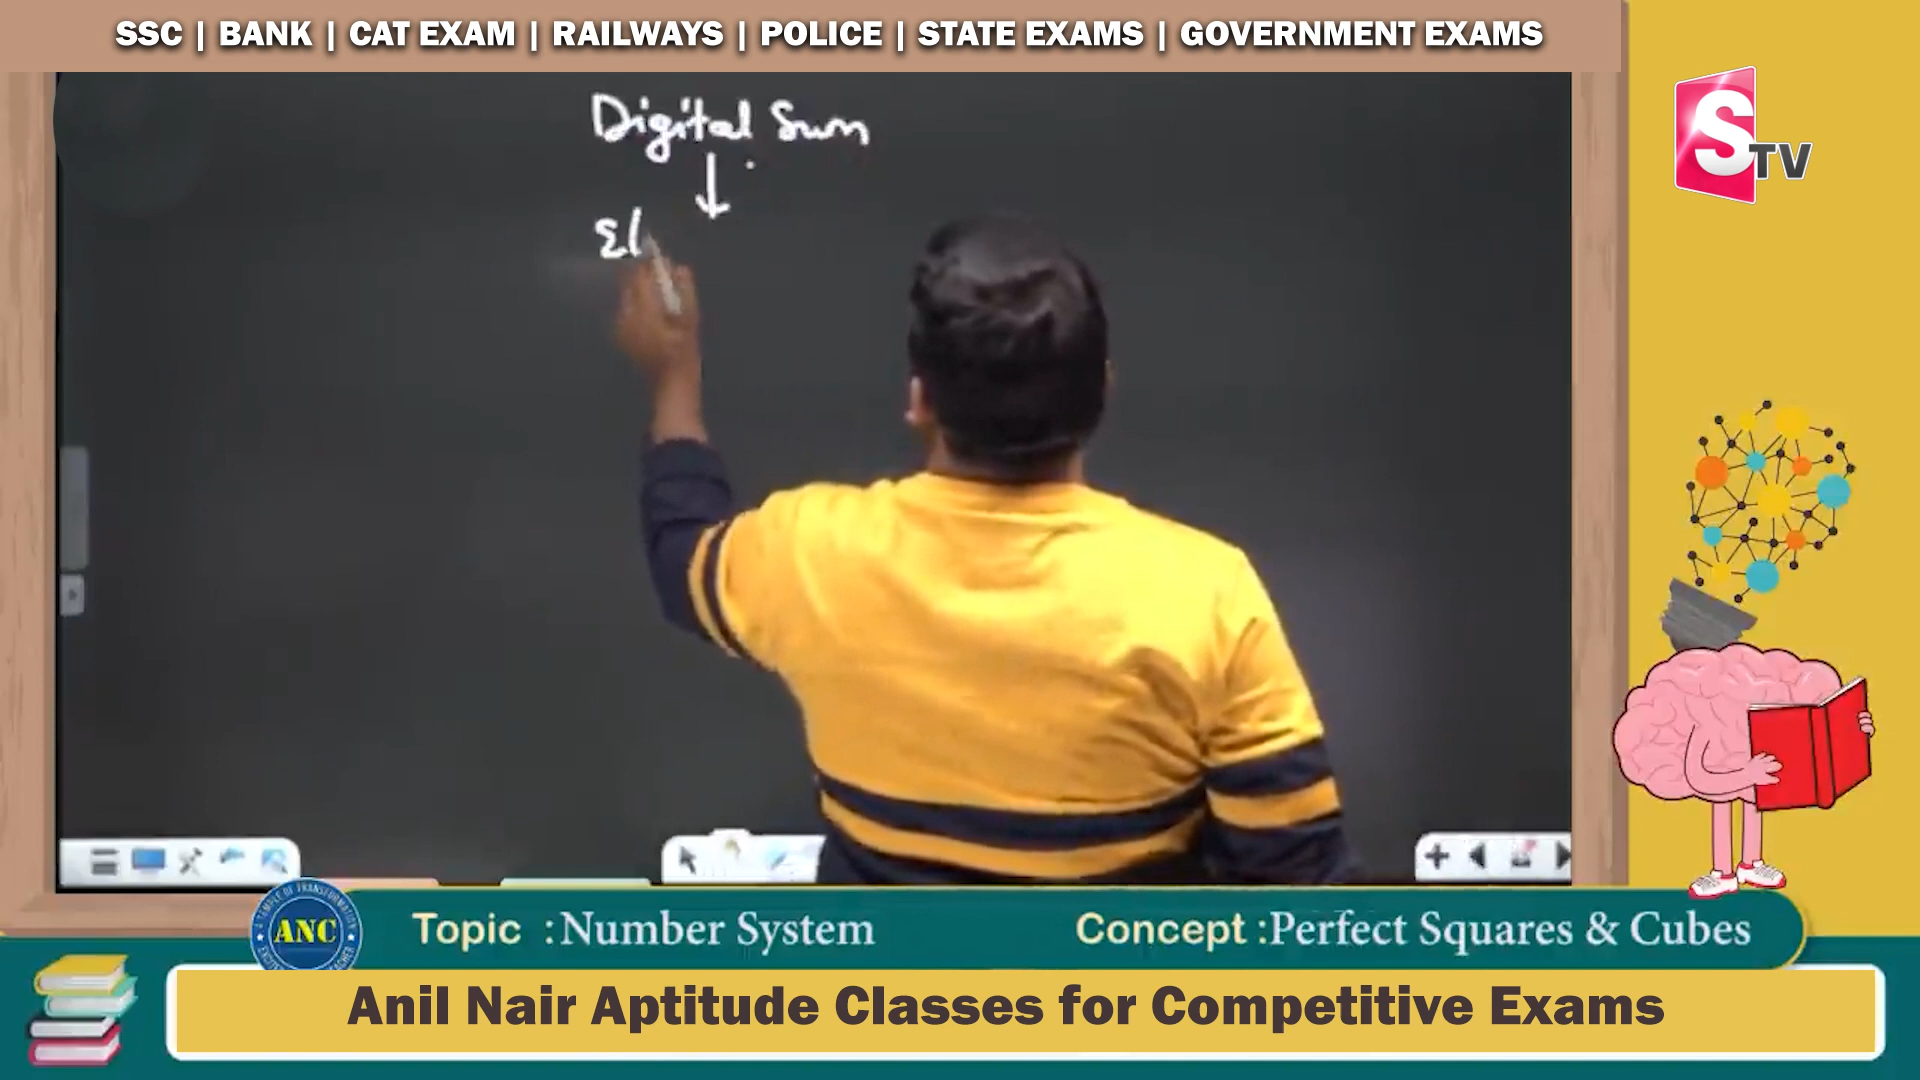 SSC | BANK | CAT EXAM | RAILWAYS | POLICE | STATE EXAMS | GOVERNMENT EXAMS
STV
Digital Sum
El
ANC
Topic : Number System
Concept : Perfect Squares & Cubes
Anil Nair Aptitude Classes for Competitive Exams